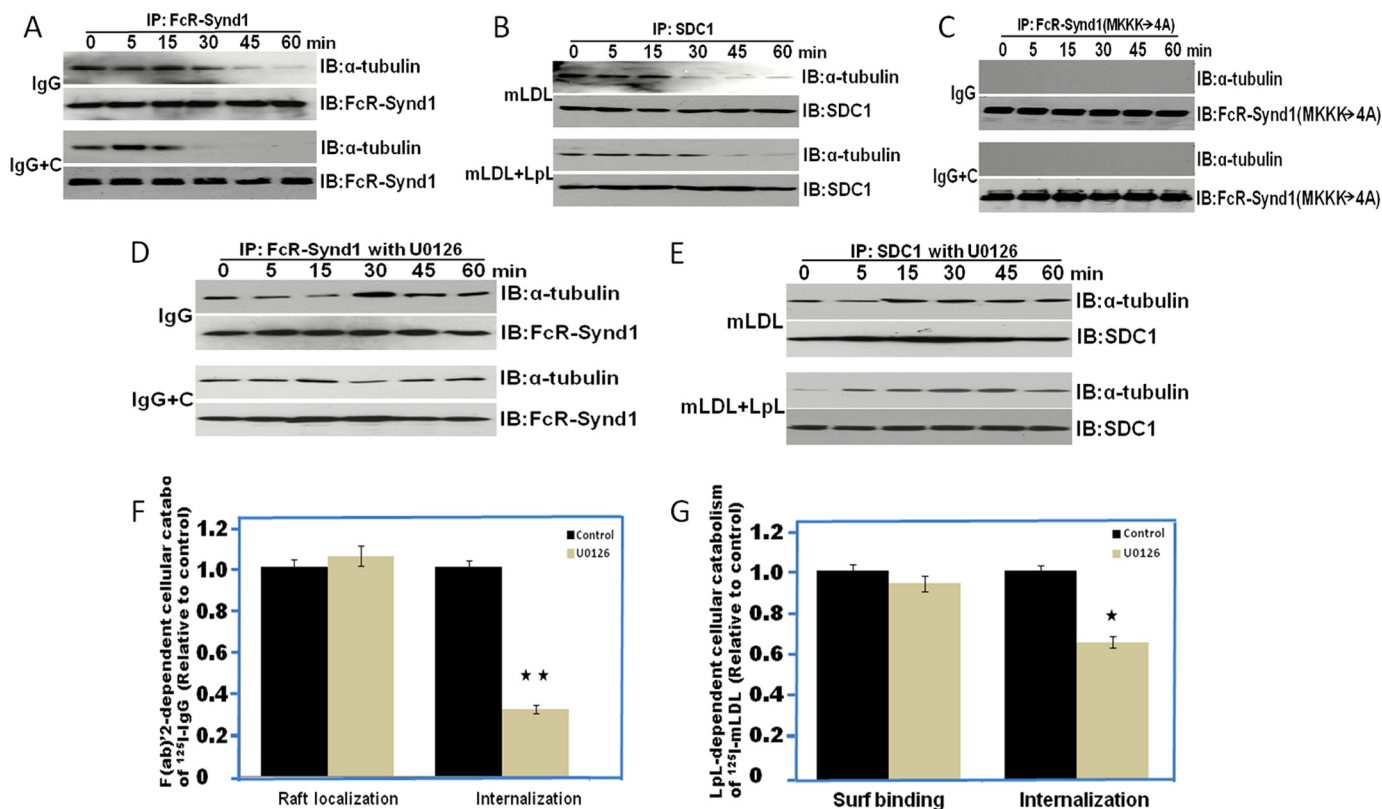 A
IP: FcR-Synd1
0 5 15 30 45 60 min
IgG
IB:α-tubulin
IB:FcR-Synd1
IgG+C
IB:α-tubulin
IB:FcR-Synd1
B
IP: SDC1
0 5 15 30 45 60 min
mLDL
IB:α-tubulin
IB:SDC1
mLDL+LpL
IB:α-tubulin
IB:SDC1
C
IP: FcR-Synd1(MKKK→4A)
0 5 15 30 45 60 min
IgG
IB:α-tubulin
IB:FcR-Synd1(MKKK→4A)
IgG+C
IB:α-tubulin
IB:FcR-Synd1(MKKK→4A)
D
IP: FcR-Synd1 with U0126
0 5 15 30 45 60 min
IgG
IB:α-tubulin
IB:FcR-Synd1
IgG+C
IB:α-tubulin
IB:FcR-Synd1
E
IP: SDC1 with U0126
0 5 15 30 45 60 min
mLDL
IB:α-tubulin
IB:SDC1
mLDL+LpL
IB:α-tubulin
IB:SDC1
F
F(ab)'2-dependent cellular catabo
of ¹²⁵I-IgG (Relative to control)
1.2
1.0
0.8
0.6
0.4
0.2
0
Control
U0126
★ ★
Raft localization Internalization
G
LpL-dependent cellular catabolism
of ¹²⁵I-mLDL (Relative to control)
1.2
1.0
0.8
0.6
0.4
0.2
0
Control
U0126
★
Surf binding Internalization